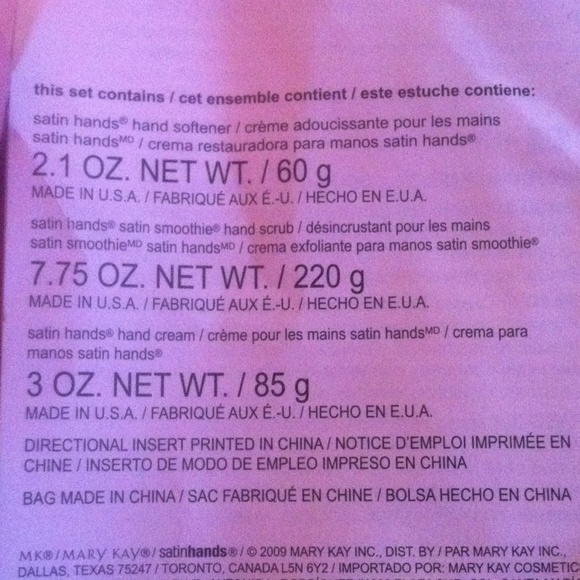 this set contains / cet ensemble contient / este estuche contiene:
satin hands® hand softener / crème adoucissante pour les mains
satin handsMD / crema restauradora para manos satin hands®
2.1 OZ. NET WT. / 60 g
MADE IN U.S.A. / FABRIQUÉ AUX É.-U. / HECHO EN E.U.A.
satin hands® satin smoothie® hand scrub / désincrustant pour les mains
satin smoothieMD satin handsMD / crema exfoliante para manos satin smoothie®
7.75 OZ. NET WT. / 220 g
MADE IN U.S.A. / FABRIQUÉ AUX É.-U. / HECHO EN E.U.A.
satin hands® hand cream / crème pour les mains satin handsMD / crema para
manos satin hands®
3 OZ. NET WT. / 85 g
MADE IN U.S.A. / FABRIQUÉ AUX É.-U. / HECHO EN E.U.A.
DIRECTIONAL INSERT PRINTED IN CHINA / NOTICE D'EMPLOI IMPRIMÉE EN
CHINE / INSERTO DE MODO DE EMPLEO IMPRESO EN CHINA
BAG MADE IN CHINA / SAC FABRIQUÉ EN CHINE / BOLSA HECHO EN CHINA
MK® / MARY KAY® / satinhands® / © 2009 MARY KAY INC., DIST. BY / PAR MARY KAY INC.,
DALLAS, TEXAS 75247 / TORONTO, CANADA L5N 6Y2 / IMPORTADO POR: MARY KAY COSMETIC